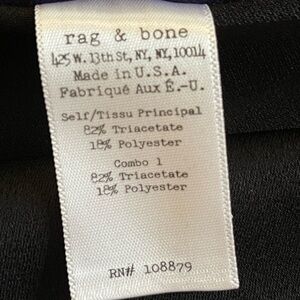 rag & bone
425 W. 13th St, NY, NY, 10014
Made in U.S.A.
Fabriqué Aux É.-U.
Self/Tissu Principal
82% Triacetate
18% Polyester
Combo 1
82% Triacetate
18% Polyester
RN# 108879